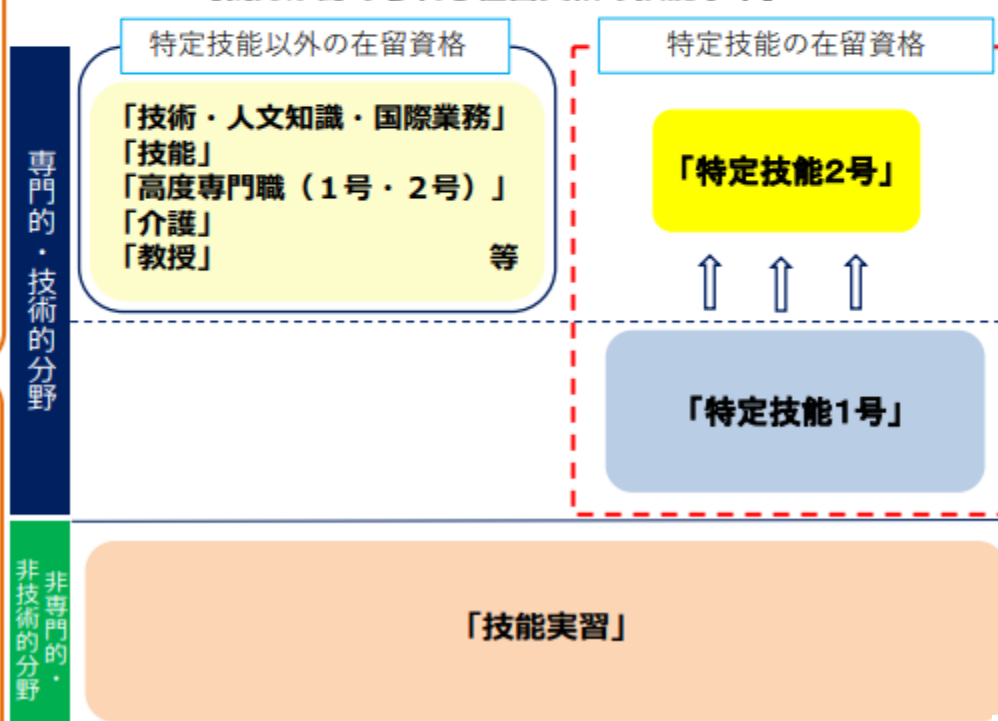 特定技能以外の在留資格
特定技能の在留資格
専門的・技術的分野
「技術・人文知識・国際業務」
「技能」
「高度専門職（１号・２号）」
「介護」
「教授」 等
「特定技能2号」
「特定技能1号」
非専門的・
非技術的分野
「技能実習」